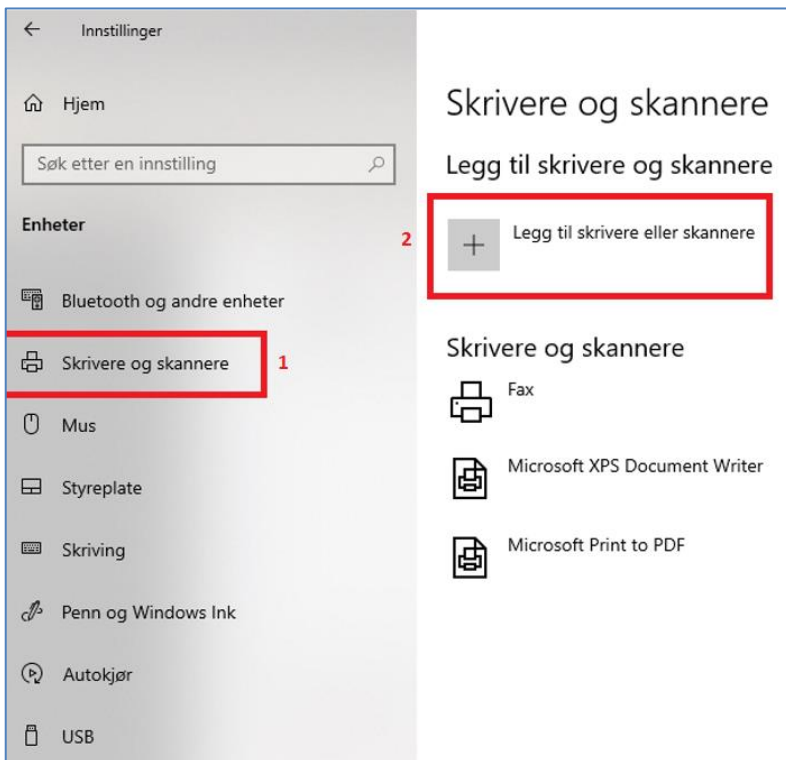 Innstillinger
Hjem
Søk etter en innstilling
Enheter
Bluetooth og andre enheter
Skrivere og skannere
1
Mus
Styreplate
Skriving
Penn og Windows Ink
Autokjør
USB
Skrivere og skannere
Legg til skrivere og skannere
2
Legg til skrivere eller skannere
Skrivere og skannere
Fax
Microsoft XPS Document Writer
Microsoft Print to PDF